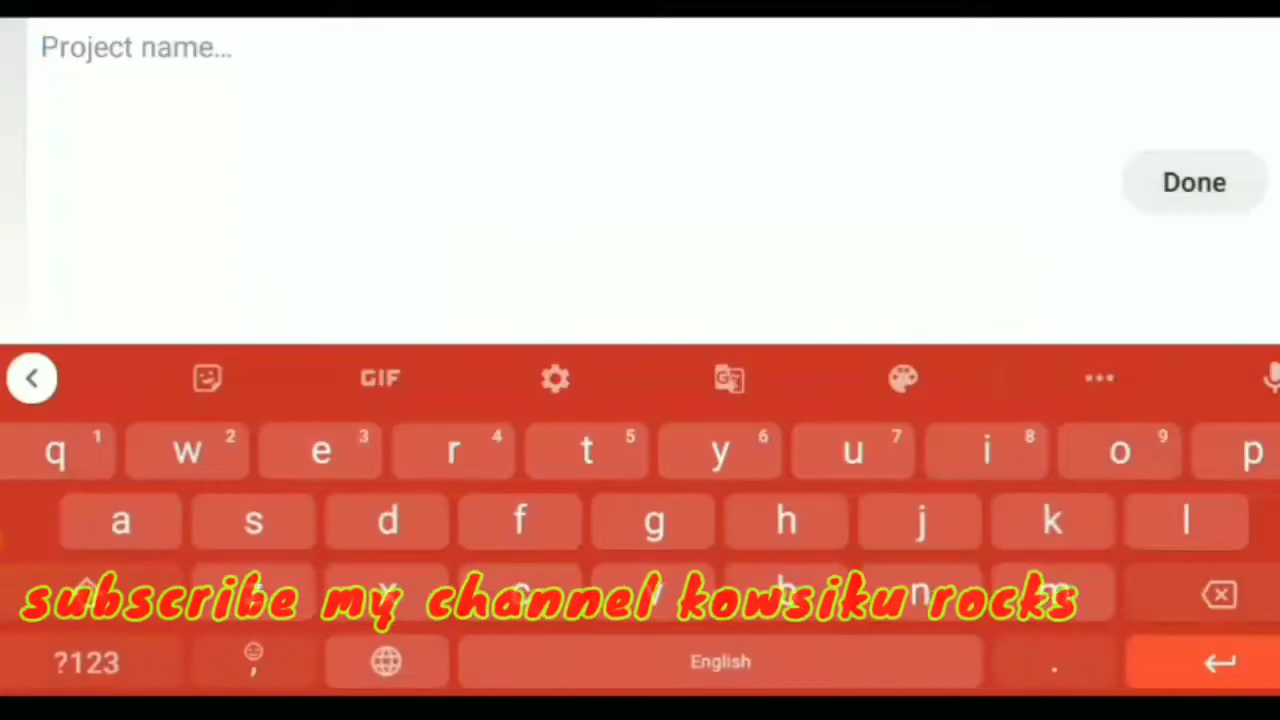 Project name...
Done
GIF
q 1 w 2 e 3 r 4 t 5 y 6 u 7 i 8 o 9 p
a s d f g h j k l
subscribe my channel kowsiku rocks
z x c v b n m
?123 , English .